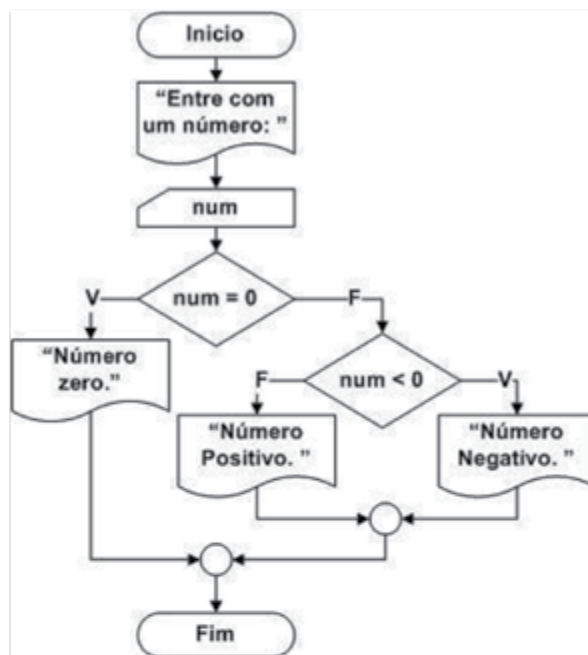 Inicio
“Entre com
um número: ”
num
V
num = 0
F
“Número
zero.”
F
num < 0
V
“Número
Positivo. ”
“Número
Negativo. ”
Fim